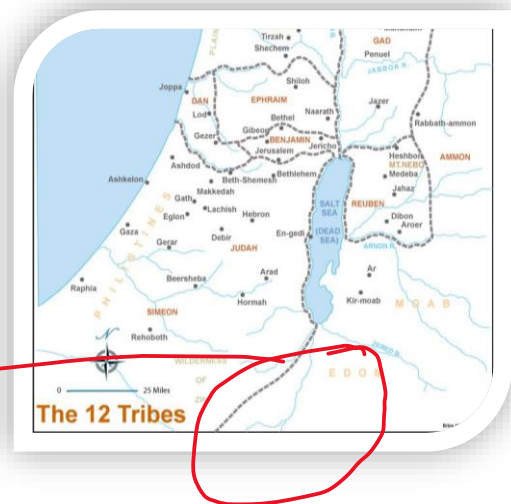 Tirzah
Shechem
PLAIN
GAD
Penuel
JABBOK R.
Joppa
DAN
Lod
EPHRAIM
Shiloh
Jazer
Gezer
Gibeon
Bethel
Naarath
Rabbath-ammon
BENJAMIN
Jerusalem
Jericho
Ashdod
Beth-Shemesh
Bethlehem
Heshbon
MT.NEBO
AMMON
Medeba
Ashkelon
Makkedah
Gath
Lachish
Eglon
Hebron
SALT
SEA
(DEAD
SEA)
REUBEN
Jahaz
Dibon
Aroer
Gaza
Gerar
Debir
JUDAH
En-gedi
ARNON R.
PHILISTINES
Raphia
Beersheba
Arad
Hormah
Ar
Kir-moab
MOAB
SIMEON
Rehoboth
N
ZERED R.
WILDERNESS
OF
EDOM
0 25 Miles
The 12 Tribes